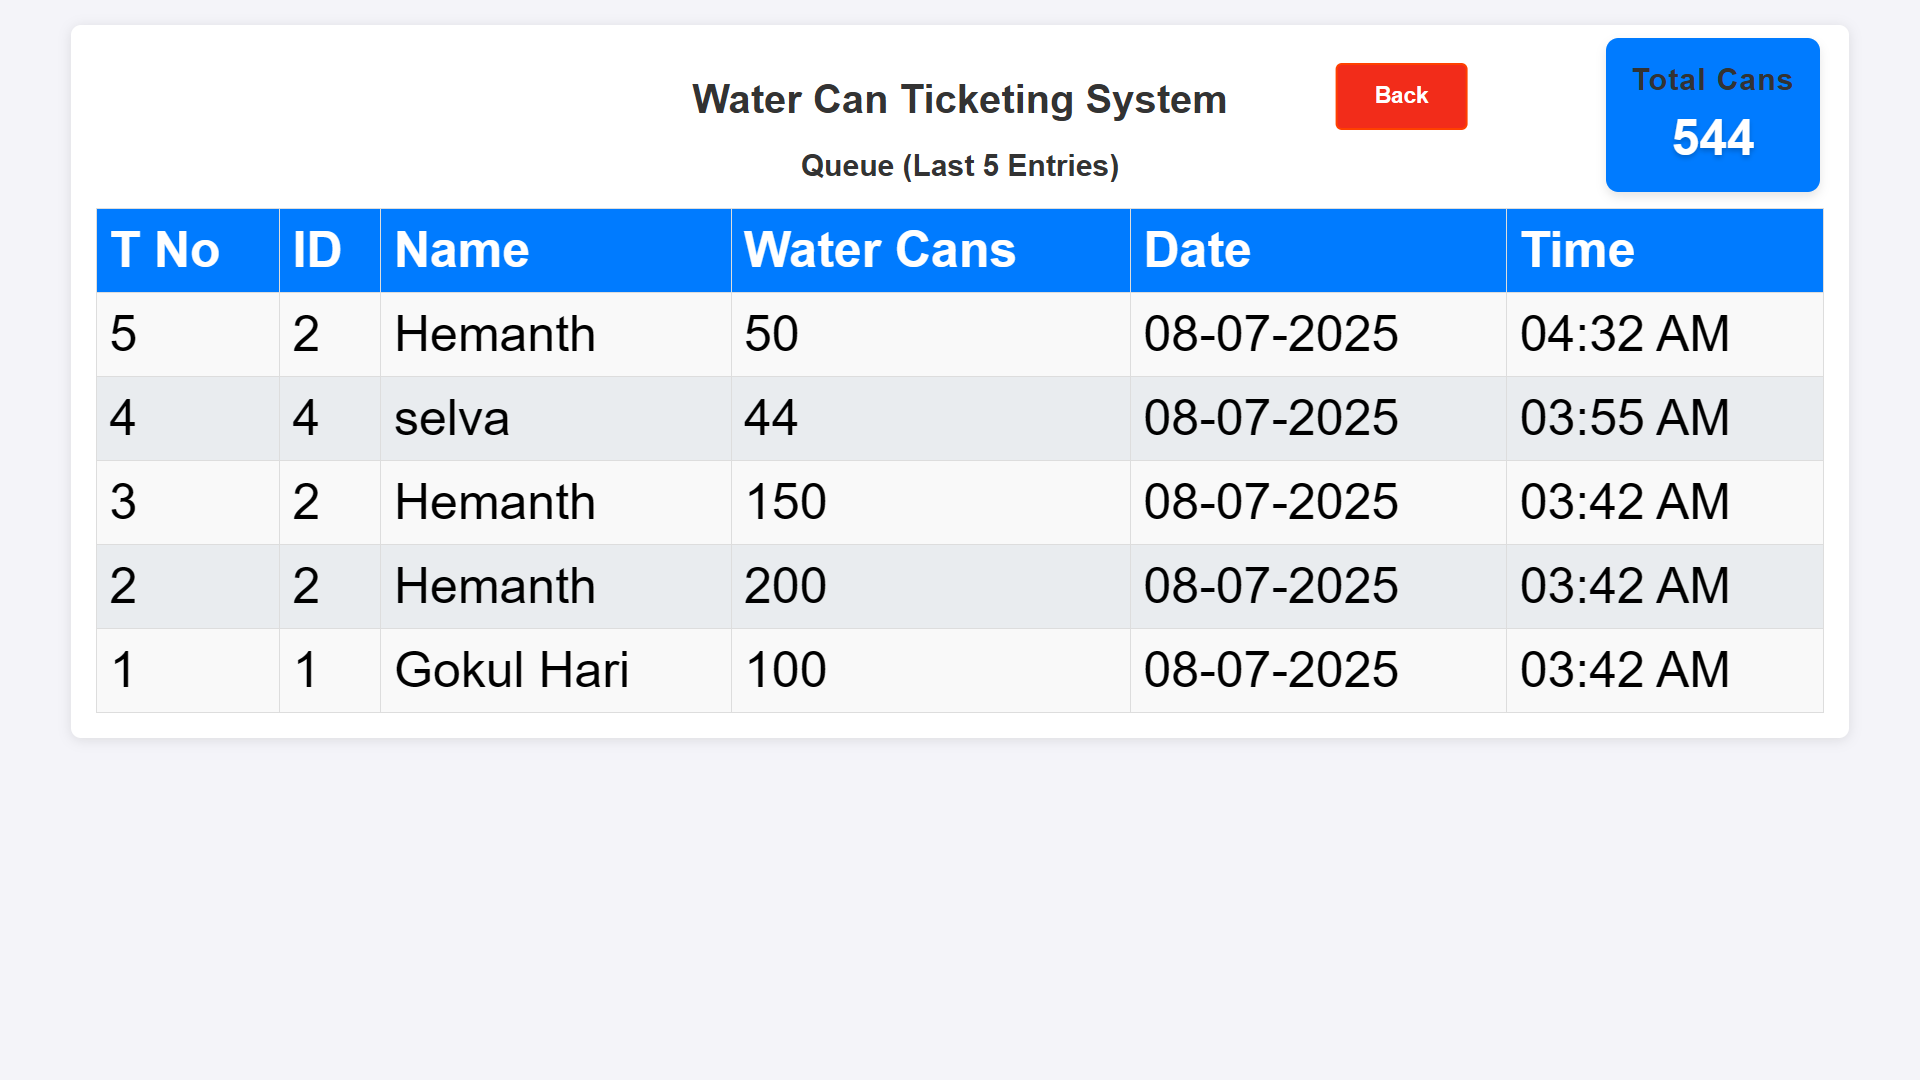 Water Can Ticketing System
Back
Total Cans
544
Queue (Last 5 Entries)
T No ID Name Water Cans Date Time
5 2 Hemanth 50 08-07-2025 04:32 AM
4 4 selva 44 08-07-2025 03:55 AM
3 2 Hemanth 150 08-07-2025 03:42 AM
2 2 Hemanth 200 08-07-2025 03:42 AM
1 1 Gokul Hari 100 08-07-2025 03:42 AM